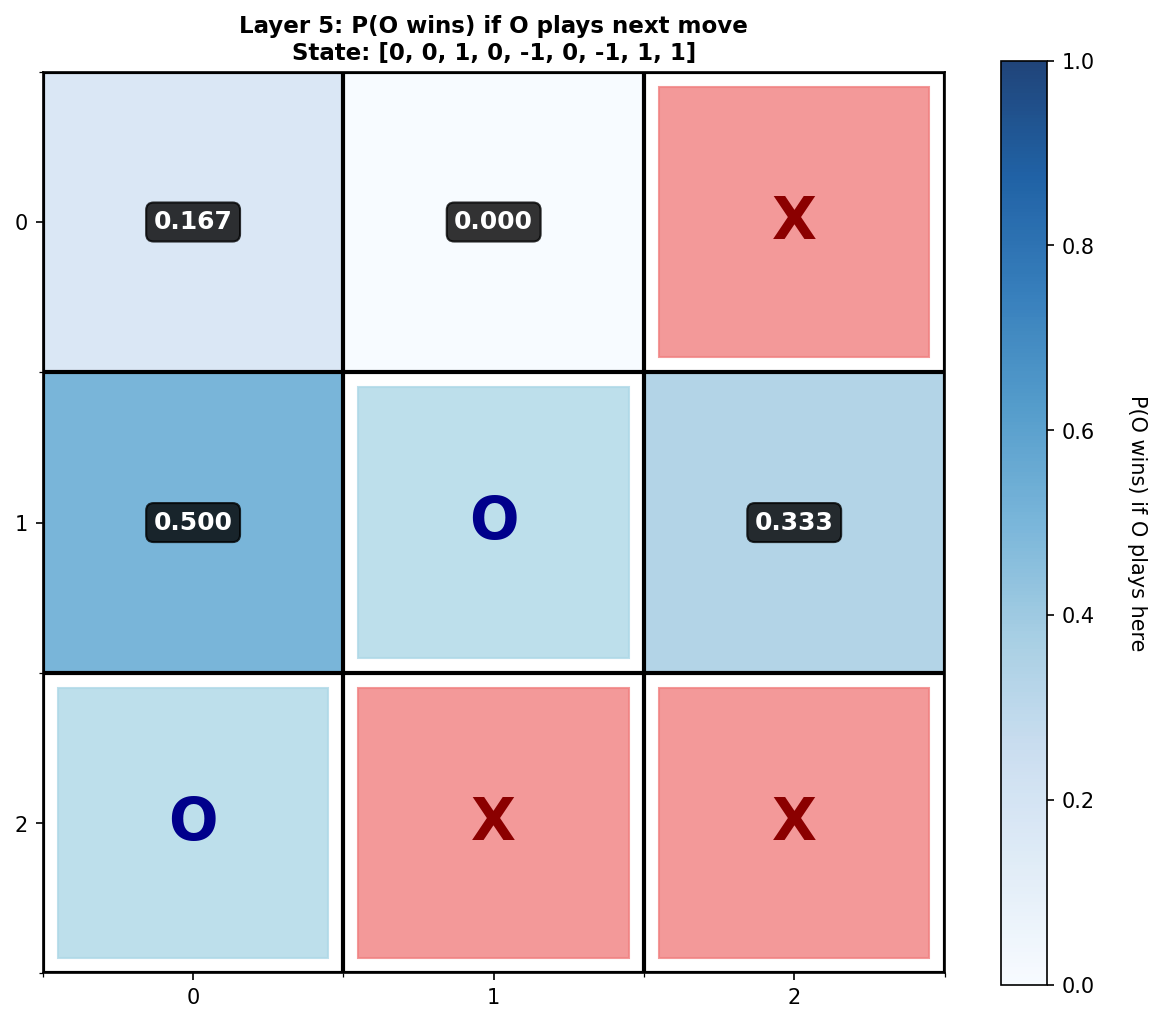 Layer 5: P(O wins) if O plays next move
State: [0, 0, 1, 0, -1, 0, -1, 1, 1]
0
0.167
0.000
X
1
0.500
O
0.333
2
O
X
X
0
1
2
1.0
0.8
0.6
0.4
0.2
0.0
P(O wins) if O plays here